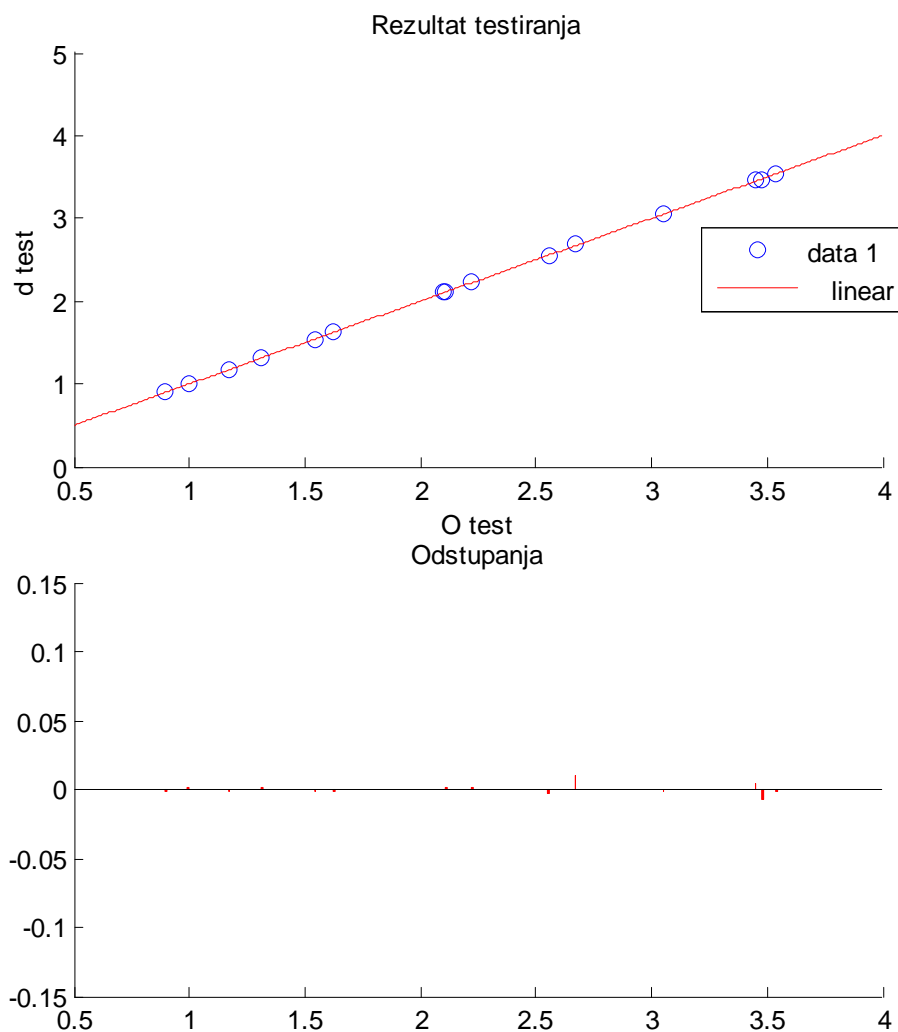 Rezultat testiranja
5
4
3
2
1
0
d test
data 1
linear
0.5 1 1.5 2 2.5 3 3.5 4
O test
Odstupanja
0.15
0.1
0.05
0
-0.05
-0.1
-0.15
0.5 1 1.5 2 2.5 3 3.5 4